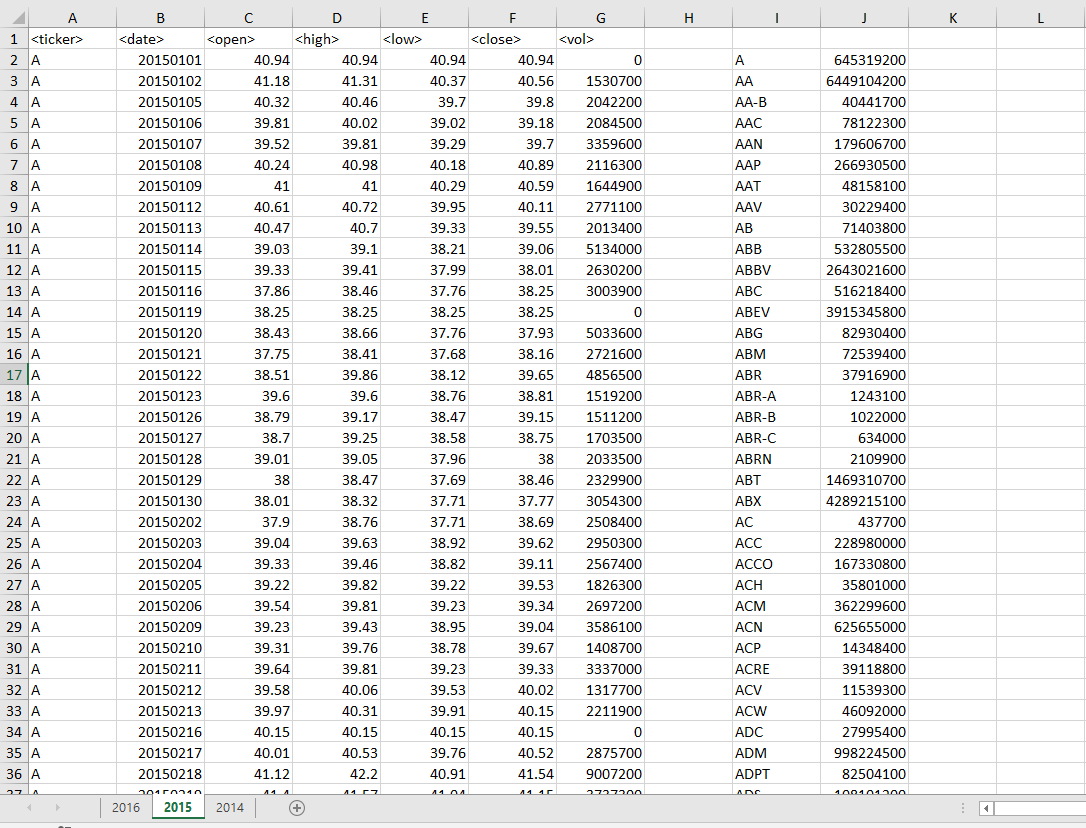 A B C D E F G H I J K L
1 <ticker> <date> <open> <high> <low> <close> <vol>
2 A 20150101 40.94 40.94 40.94 40.94 0 A 645319200
3 A 20150102 41.18 41.31 40.37 40.56 1530700 AA 6449104200
4 A 20150105 40.32 40.46 39.7 39.8 2042200 AA-B 40441700
5 A 20150106 39.81 40.02 39.02 39.18 2084500 AAC 78122300
6 A 20150107 39.52 39.81 39.29 39.7 3359600 AAN 179606700
7 A 20150108 40.24 40.98 40.18 40.89 2116300 AAP 266930500
8 A 20150109 41 41 40.29 40.59 1644900 AAT 48158100
9 A 20150112 40.61 40.72 39.95 40.11 2771100 AAV 30229400
10 A 20150113 40.47 40.7 39.33 39.55 2013400 AB 71403800
11 A 20150114 39.03 39.1 38.21 39.06 5134000 ABB 532805500
12 A 20150115 39.33 39.41 37.99 38.01 2630200 ABBV 2643021600
13 A 20150116 37.86 38.46 37.76 38.25 3003900 ABC 516218400
14 A 20150119 38.25 38.25 38.25 38.25 0 ABEV 3915345800
15 A 20150120 38.43 38.66 37.76 37.93 5033600 ABG 82930400
16 A 20150121 37.75 38.41 37.68 38.16 2721600 ABM 72539400
17 A 20150122 38.51 39.86 38.12 39.65 4856500 ABR 37916900
18 A 20150123 39.6 39.6 38.76 38.81 1519200 ABR-A 1243100
19 A 20150126 38.79 39.17 38.47 39.15 1511200 ABR-B 1022000
20 A 20150127 38.7 39.25 38.58 38.75 1703500 ABR-C 634000
21 A 20150128 39.01 39.05 37.96 38 2033500 ABRN 2109900
22 A 20150129 38 38.47 37.69 38.46 2329900 ABT 1469310700
23 A 20150130 38.01 38.32 37.71 37.77 3054300 ABX 4289215100
24 A 20150202 37.9 38.76 37.71 38.69 2508400 AC 437700
25 A 20150203 39.04 39.63 38.92 39.62 2950300 ACC 228980000
26 A 20150204 39.33 39.46 38.82 39.11 2567400 ACCO 167330800
27 A 20150205 39.22 39.82 39.22 39.53 1826300 ACH 35801000
28 A 20150206 39.54 39.81 39.23 39.34 2697200 ACM 362299600
29 A 20150209 39.23 39.43 38.95 39.04 3586100 ACN 625655000
30 A 20150210 39.31 39.76 38.78 39.67 1408700 ACP 14348400
31 A 20150211 39.64 39.81 39.23 39.33 3337000 ACRE 39118800
32 A 20150212 39.58 40.06 39.53 40.02 1317700 ACV 11539300
33 A 20150213 39.97 40.31 39.91 40.15 2211900 ACW 46092000
34 A 20150216 40.15 40.15 40.15 40.15 0 ADC 27995400
35 A 20150217 40.01 40.53 39.76 40.52 2875700 ADM 998224500
36 A 20150218 41.12 42.2 40.91 41.54 9007200 ADPT 82504100
2016 2015 2014